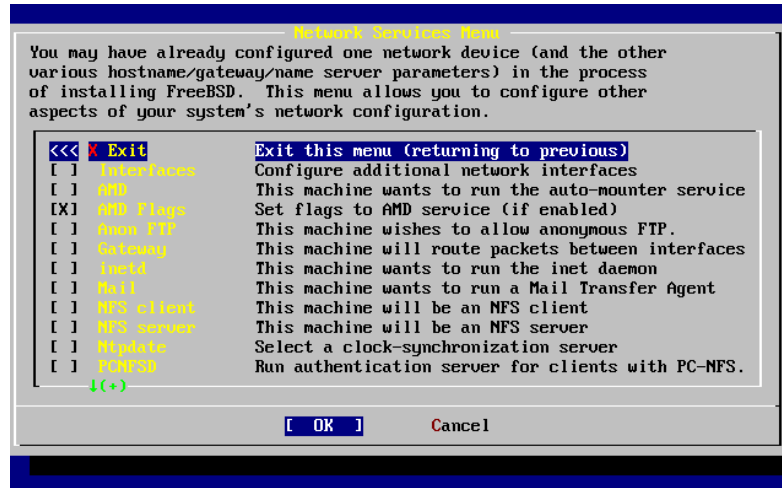 Network Services Menu
You may have already configured one network device (and the other
various hostname/gateway/name server parameters) in the process
of installing FreeBSD.  This menu allows you to configure other
aspects of your system's network configuration.
<<< X Exit Exit this menu (returning to previous)
[ ] Interfaces Configure additional network interfaces
[ ] AMD This machine wants to run the auto-mounter service
[X] AMD Flags Set flags to AMD service (if enabled)
[ ] Anon FTP This machine wishes to allow anonymous FTP.
[ ] Gateway This machine will route packets between interfaces
[ ] inetd This machine wants to run the inet daemon
[ ] Mail This machine wants to run a Mail Transfer Agent
[ ] NFS client This machine will be an NFS client
[ ] NFS server This machine will be an NFS server
[ ] Ntpdate Select a clock-synchronization server
[ ] PCNFSD Run authentication server for clients with PC-NFS.
↓(+)
[ OK ] Cancel